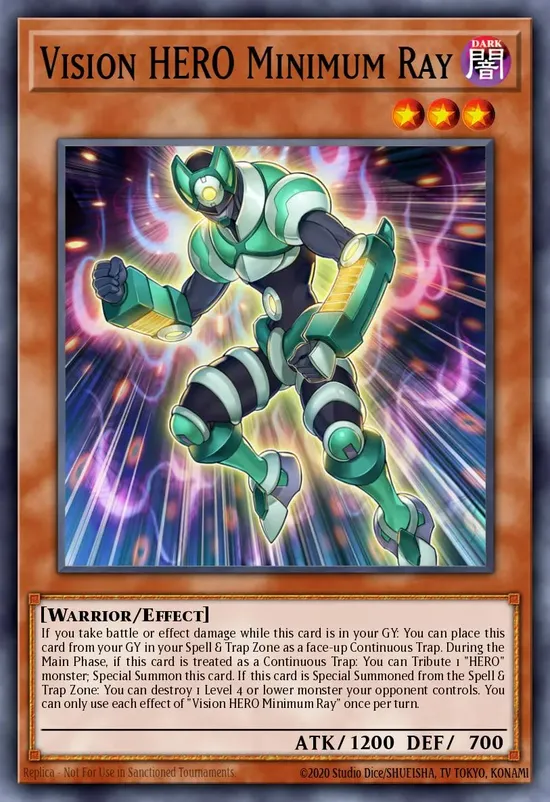 Vision HERO Minimum Ray
DARK
闇
[Warrior/Effect]
If you take battle or effect damage while this card is in your GY: You can place
this card from your GY in your Spell & Trap Zone as a face-up Continuous Trap. During the
Main Phase, if this card is treated as a Continuous Trap: You can Tribute 1 "HERO"
monster; Special Summon this card. If this card is Special Summoned from the Spell &
Trap Zone: You can destroy 1 Level 4 or lower monster your opponent controls. You
can only use each effect of "Vision HERO Minimum Ray" once per turn.
ATK/1200 DEF/ 700
Replica - Not For Use in Sanctioned Tournaments ©2020 Studio Dice/SHUEISHA, TV TOKYO, KONAMI